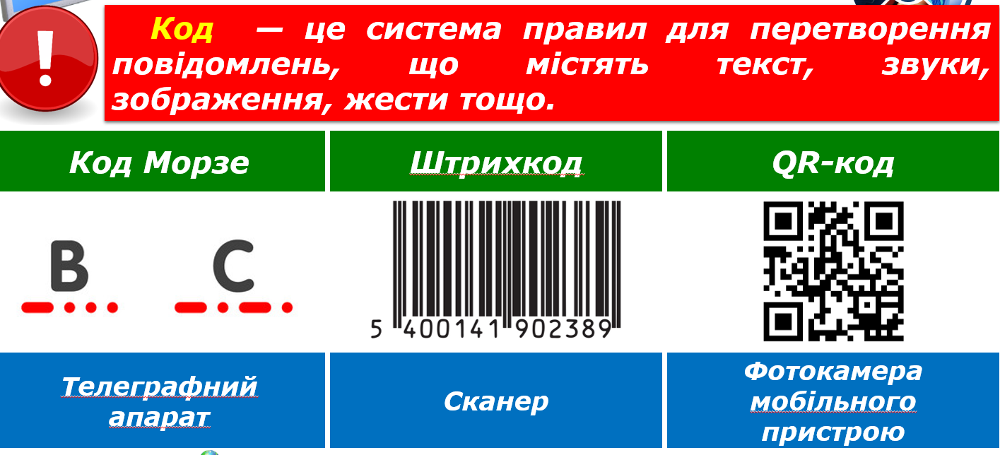 Код — це система правил для перетворення
повідомлень, що містять текст, звуки,
зображення, жести тощо.
Код Морзе
Штрихкод
QR-код
B C
5 400141 902389
Телеграфний
апарат
Сканер
Фотокамера
мобільного
пристрою